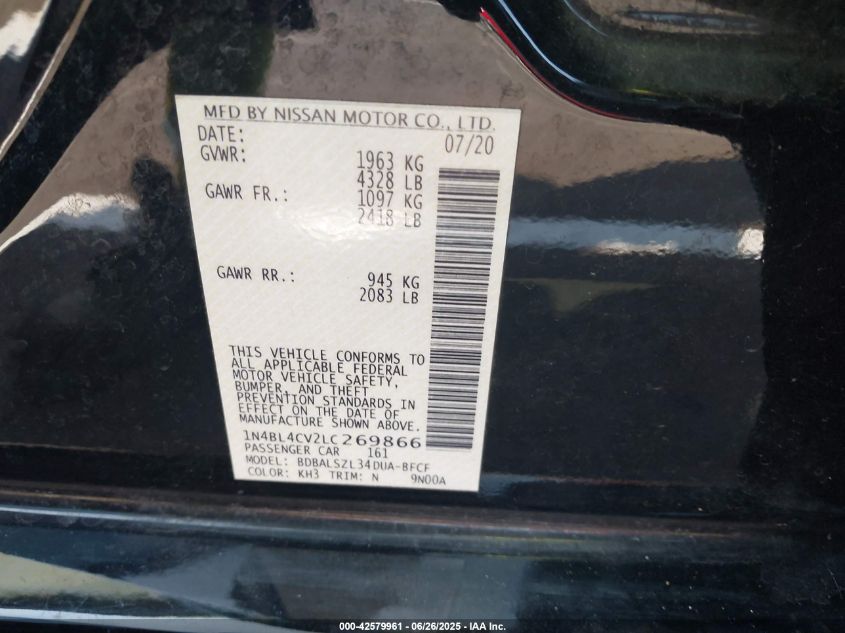 MFD BY NISSAN MOTOR CO., LTD.
DATE: 07/20
GVWR: 1963 KG
4328 LB
GAWR FR.: 1097 KG
2418 LB
GAWR RR.: 945 KG
2083 LB
THIS VEHICLE CONFORMS TO
ALL APPLICABLE FEDERAL
MOTOR VEHICLE SAFETY,
BUMPER, AND THEFT
PREVENTION STANDARDS IN
EFFECT ON THE DATE OF
MANUFACTURE SHOWN ABOVE.
1N4BL4CV2LC269866
PASSENGER CAR 161
MODEL: BDBALSZL34DUA-BFCF
COLOR: KH3 TRIM: N 9N00A
000-42579961 | 06/26/2025 - IAA Inc.